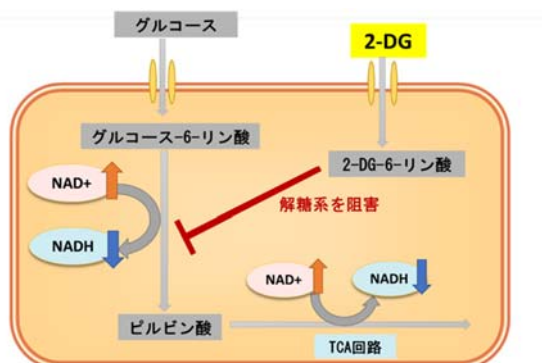 グルコース
2-DG
グルコース-6-リン酸
2-DG-6-リン酸
NAD+
解糖系を阻害
NADH
NAD+
NADH
ピルビン酸
TCA回路